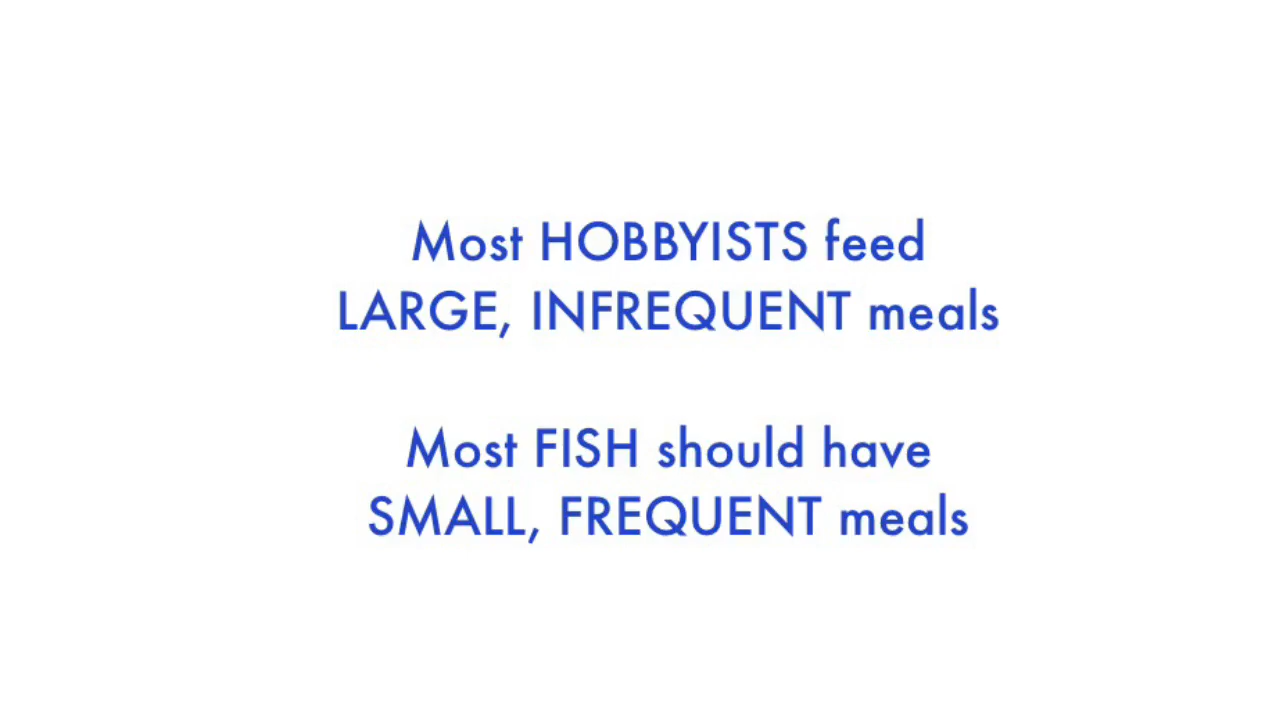 Most HOBBYISTS feed
LARGE, INFREQUENT meals
Most FISH should have
SMALL, FREQUENT meals